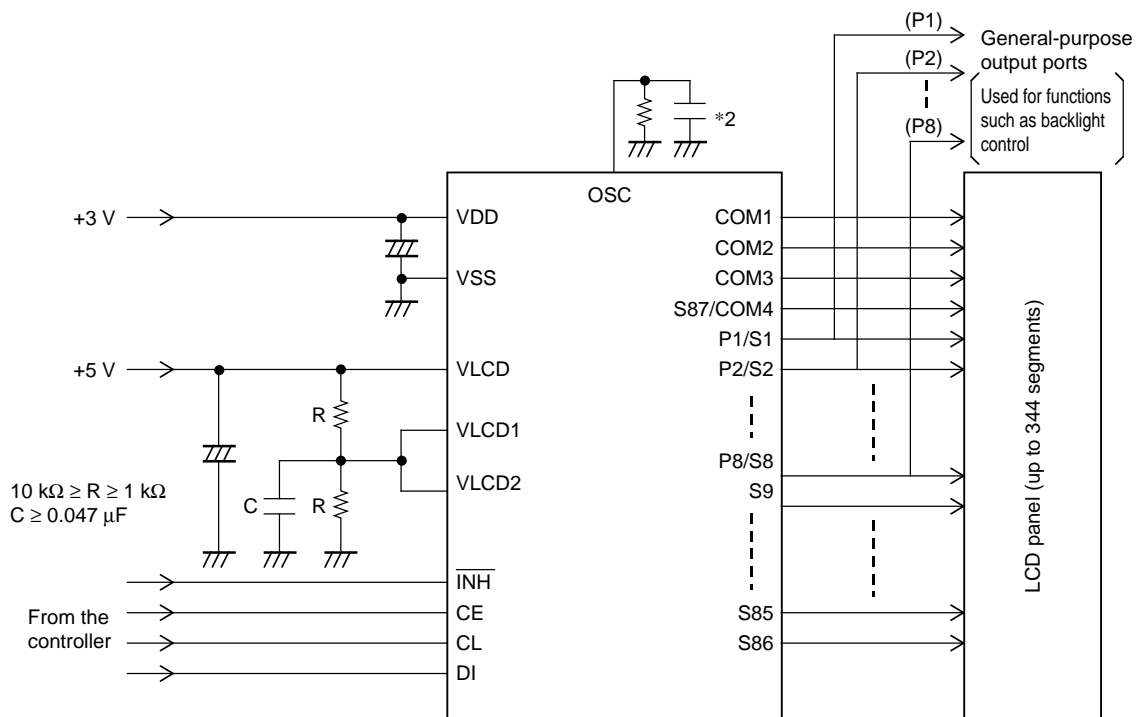 (P1)
General-purpose
output ports
(P2)
Used for functions
such as backlight
control
(P8)
*2
OSC
+3 V
VDD
VSS
+5 V
VLCD
R
VLCD1
VLCD2
C
R
10 kΩ ≥ R ≥ 1 kΩ
C ≥ 0.047 µF
INH
From the
controller
CE
CL
DI
COM1
COM2
COM3
S87/COM4
P1/S1
P2/S2
P8/S8
S9
S85
S86
LCD panel (up to 344 segments)